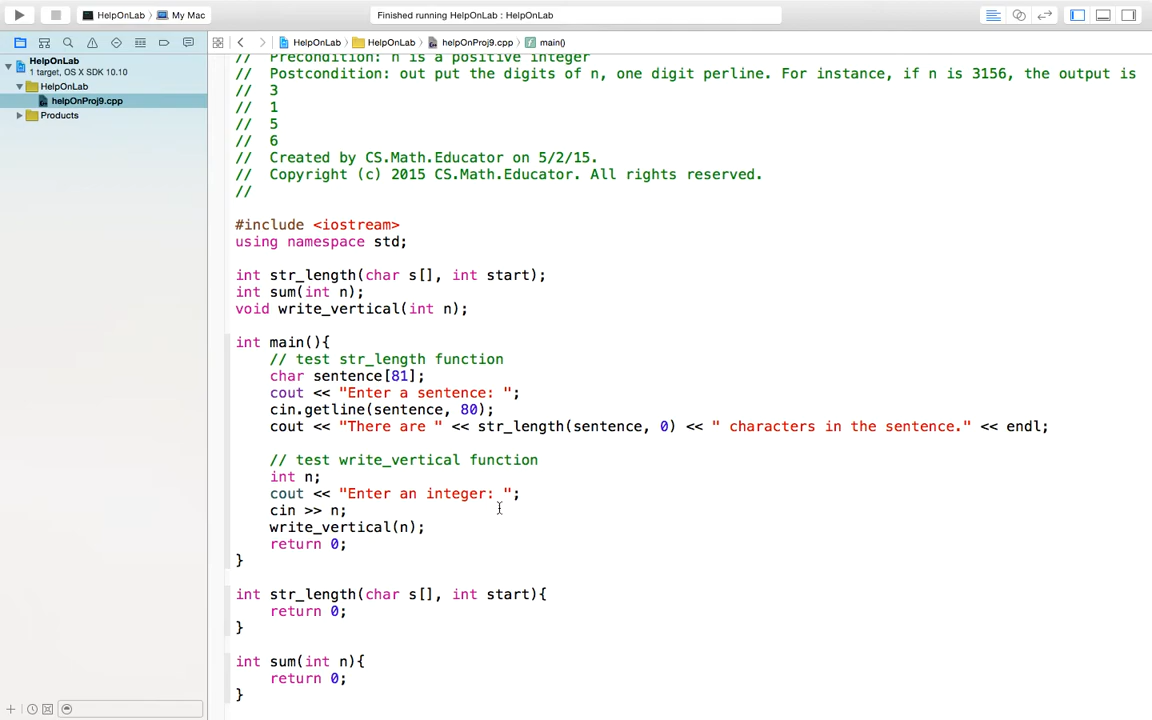 HelpOnLab 〉 My Mac
Finished running HelpOnLab : HelpOnLab
HelpOnLab 〉 HelpOnLab 〉 helpOnProj9.cpp 〉 main()
HelpOnLab
1 target, OS X SDK 10.10
HelpOnLab
helpOnProj9.cpp
Products
//  Precondition: n is a positive integer
//  Postcondition: out put the digits of n, one digit perline. For instance, if n is 3156, the output is
//  3
//  1
//  5
//  6
//  Created by CS.Math.Educator on 5/2/15.
//  Copyright (c) 2015 CS.Math.Educator. All rights reserved.
//
#include <iostream>
using namespace std;
int str_length(char s[], int start);
int sum(int n);
void write_vertical(int n);
int main(){
    // test str_length function
    char sentence[81];
    cout << "Enter a sentence: ";
    cin.getline(sentence, 80);
    cout << "There are " << str_length(sentence, 0) << " characters in the sentence." << endl;
    // test write_vertical function
    int n;
    cout << "Enter an integer: ";
    cin >> n;
    write_vertical(n);
    return 0;
}
int str_length(char s[], int start){
    return 0;
}
int sum(int n){
    return 0;
}